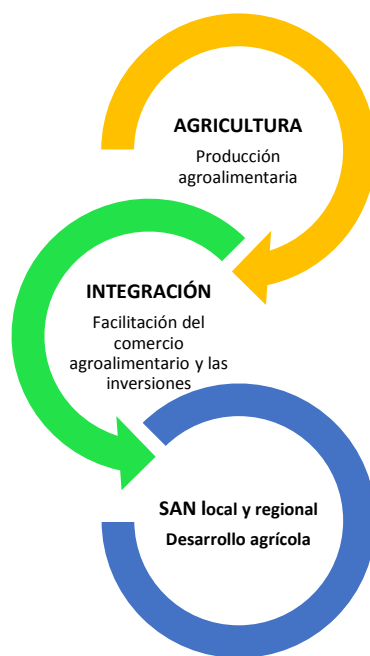 AGRICULTURA
Producción
agroalimentaria
INTEGRACIÓN
Facilitación del
comercio
agroalimentario y las
inversiones
SAN local y regional
Desarrollo agrícola